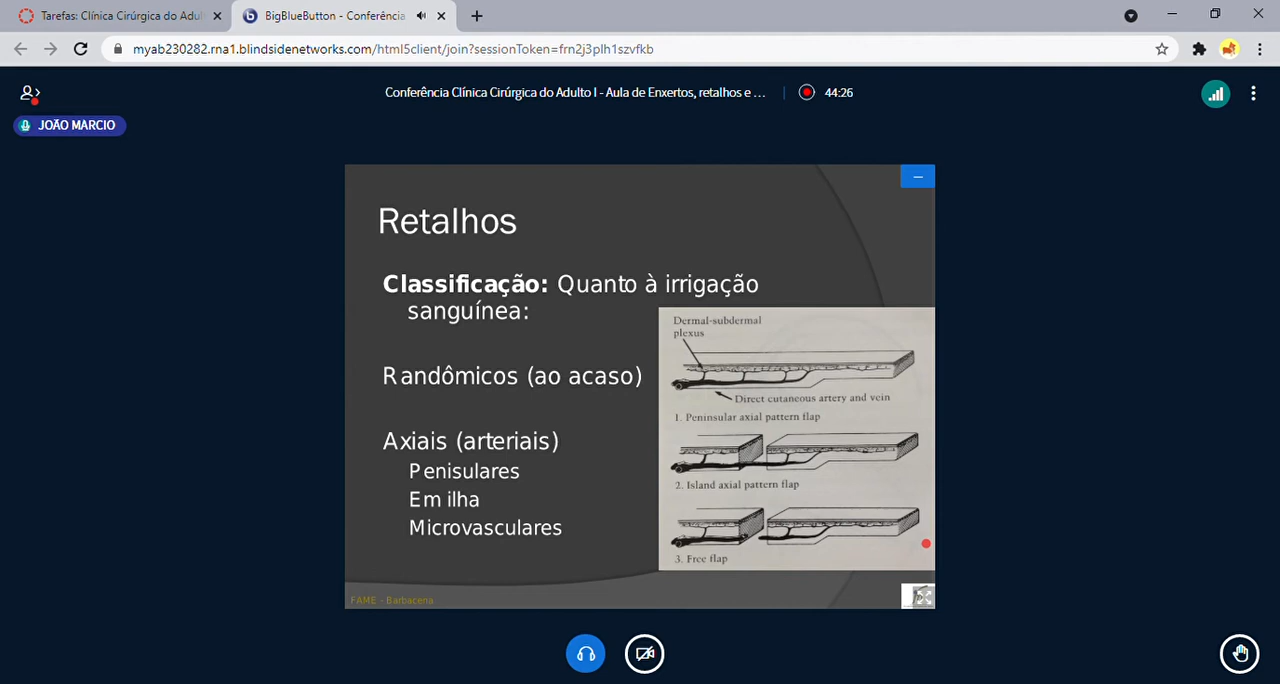 Tarefas: Clínica Cirúrgica do Adul
BigBlueButton - Conferência
myab230282.rna1.blindsidenetworks.com/html5client/join?sessionToken=frn2j3plh1szvfkb
Conferência Clínica Cirúrgica do Adulto I - Aula de Enxertos, retalhos e ...
44:26
JOÃO MARCIO
Retalhos
Classificação: Quanto à irrigação
sanguínea:
Randômicos (ao acaso)
Axiais (arteriais)
Penisulares
Em ilha
Microvasculares
Dermal-subdermal
plexus
Direct cutaneous artery and vein
1. Peninsular axial pattern flap
2. Island axial pattern flap
3. Free flap
FAME - Barbacena